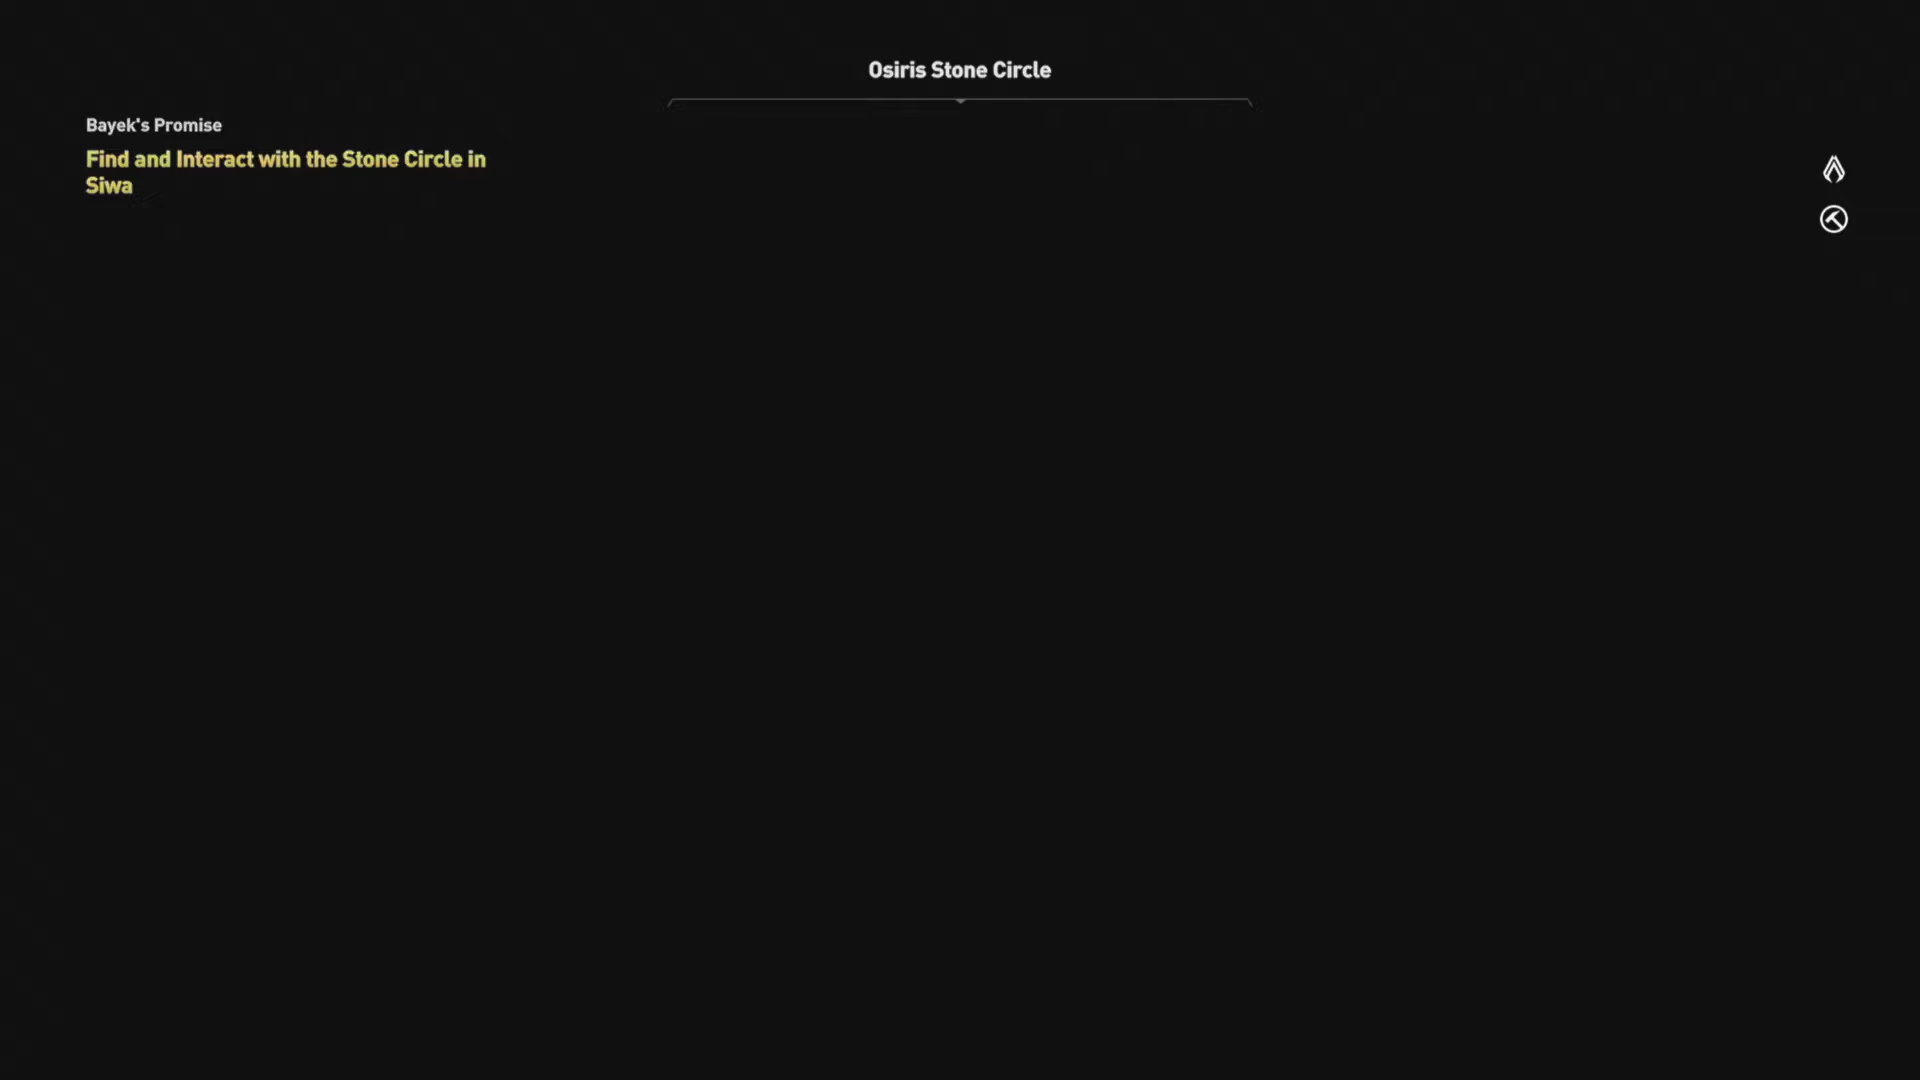 Osiris Stone Circle
Bayek's Promise
Find and Interact with the Stone Circle in
Siwa